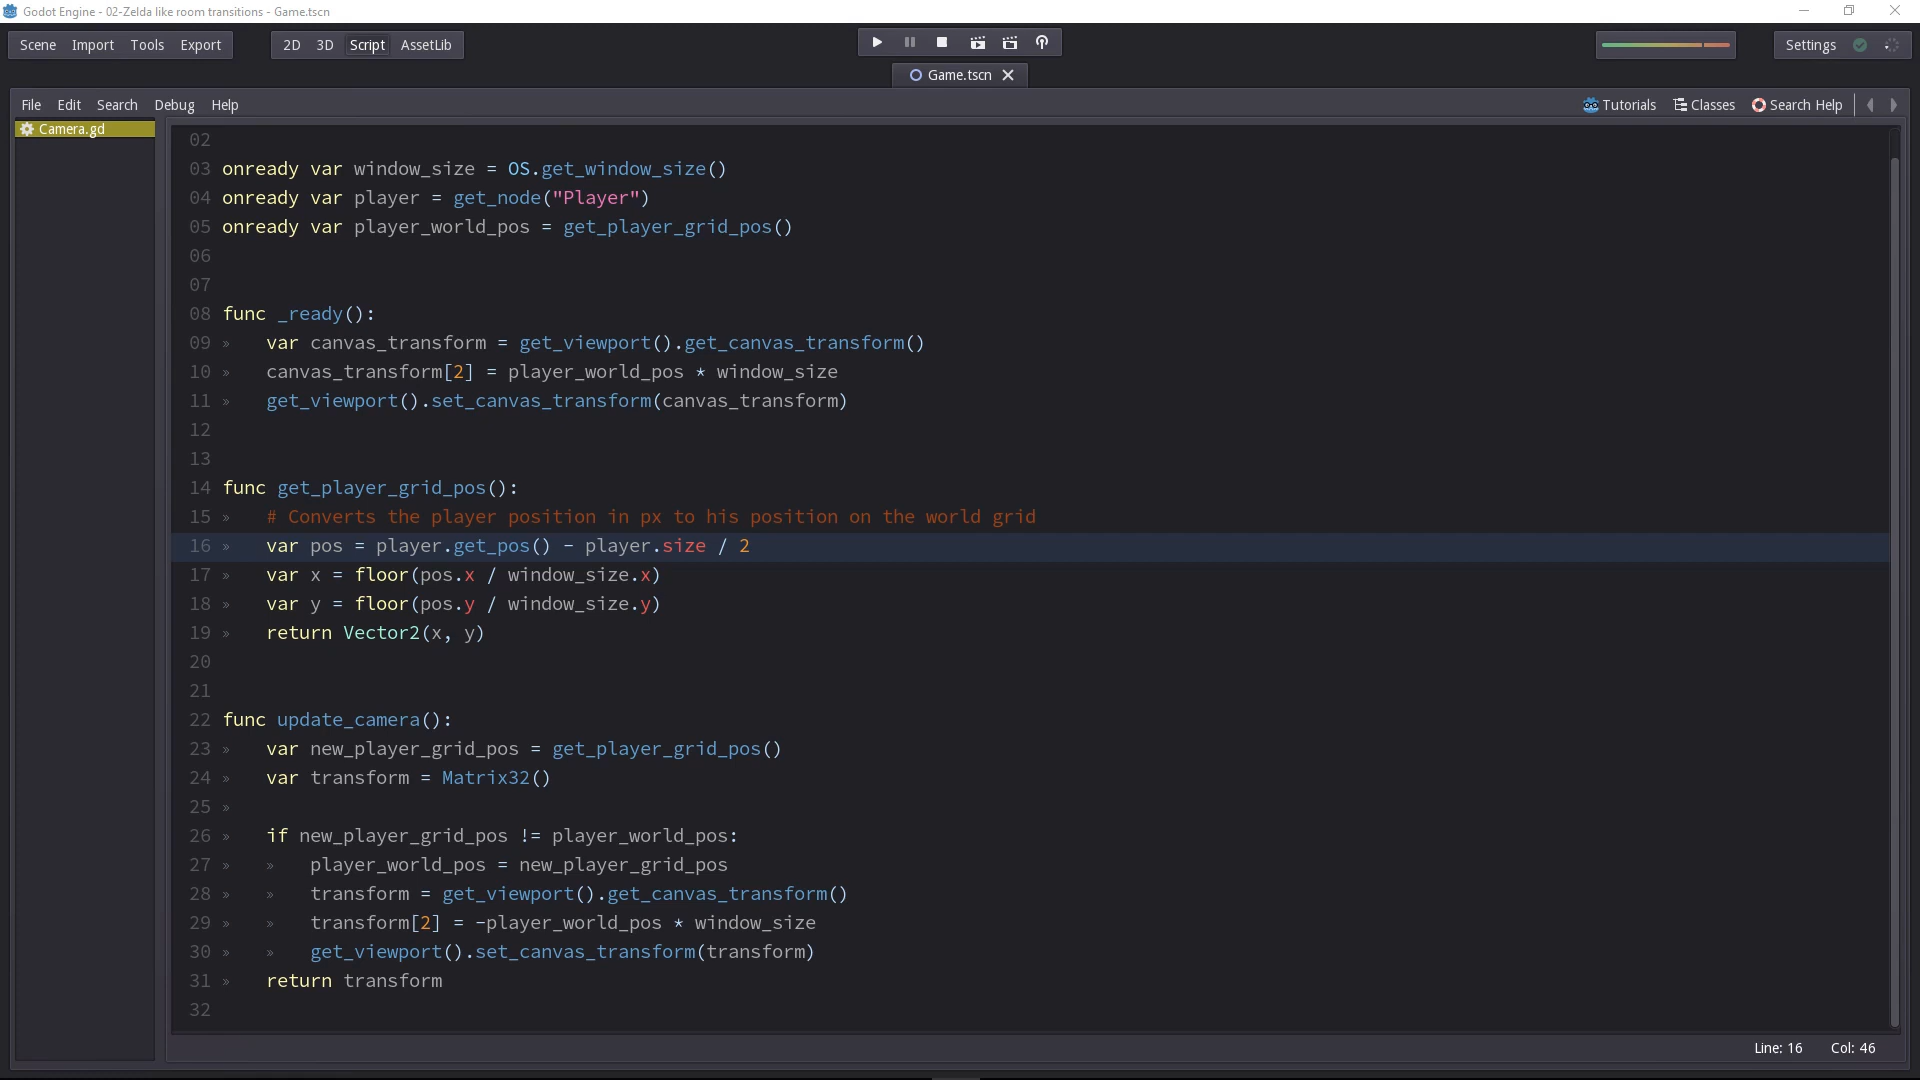 Godot Engine - 02-Zelda like room transitions - Game.tscn
Scene Import Tools Export 2D 3D Script AssetLib Settings
Game.tscn
File Edit Search Debug Help Tutorials Classes Search Help
Camera.gd
02
03 onready var window_size = OS.get_window_size()
04 onready var player = get_node("Player")
05 onready var player_world_pos = get_player_grid_pos()
06
07
08 func _ready():
09 » var canvas_transform = get_viewport().get_canvas_transform()
10 » canvas_transform[2] = player_world_pos * window_size
11 » get_viewport().set_canvas_transform(canvas_transform)
12
13
14 func get_player_grid_pos():
15 » # Converts the player position in px to his position on the world grid
16 » var pos = player.get_pos() - player.size / 2
17 » var x = floor(pos.x / window_size.x)
18 » var y = floor(pos.y / window_size.y)
19 » return Vector2(x, y)
20
21
22 func update_camera():
23 » var new_player_grid_pos = get_player_grid_pos()
24 » var transform = Matrix32()
25 »
26 » if new_player_grid_pos != player_world_pos:
27 » » player_world_pos = new_player_grid_pos
28 » » transform = get_viewport().get_canvas_transform()
29 » » transform[2] = -player_world_pos * window_size
30 » » get_viewport().set_canvas_transform(transform)
31 » return transform
32
Line: 16 Col: 46